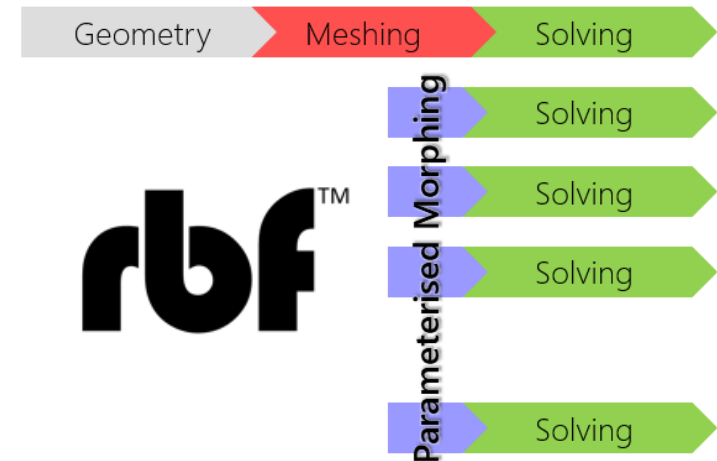 Geometry
Meshing
Solving
Solving
Solving
Solving
Solving
Parameterised Morphing
rbf™